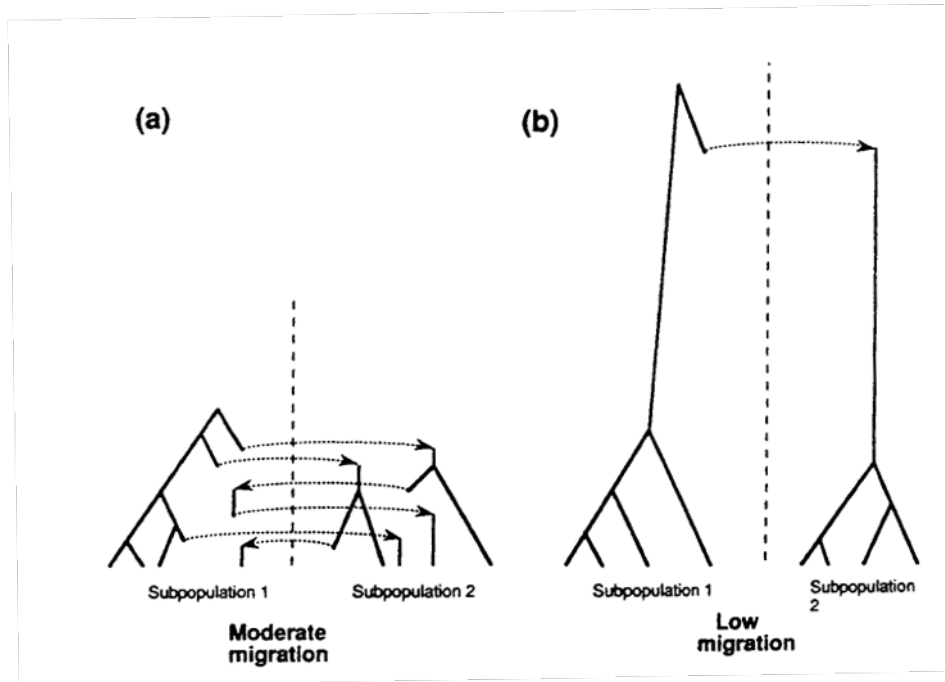 (a)
(b)
Subpopulation 1
Subpopulation 2
Moderate
migration
Subpopulation 1
Subpopulation
2
Low
migration